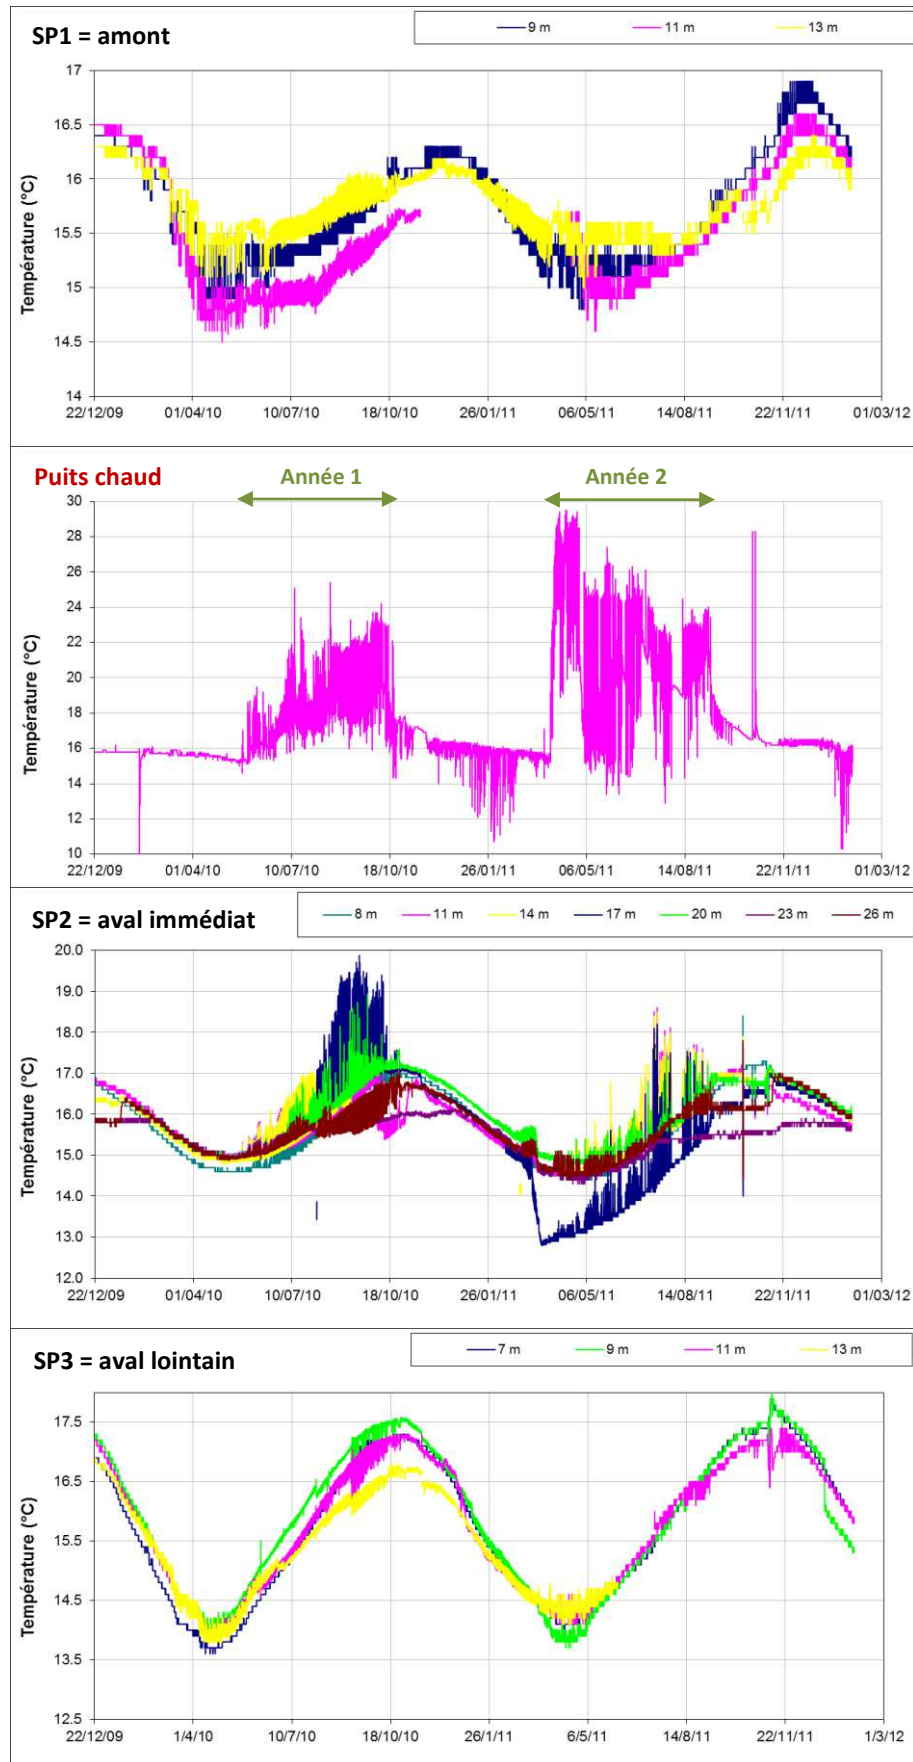 SP1 = amont
9 m 11 m 13 m
Température (°C)
17
16.5
16
15.5
15
14.5
14
22/12/09 01/04/10 10/07/10 18/10/10 26/01/11 06/05/11 14/08/11 22/11/11 01/03/12
Puits chaud
Année 1 Année 2
Température (°C)
30
28
26
24
22
20
18
16
14
12
10
22/12/09 01/04/10 10/07/10 18/10/10 26/01/11 06/05/11 14/08/11 22/11/11 01/03/12
SP2 = aval immédiat
8 m 11 m 14 m 17 m 20 m 23 m 26 m
Température (°C)
20.0
19.0
18.0
17.0
16.0
15.0
14.0
13.0
12.0
22/12/09 01/04/10 10/07/10 18/10/10 26/01/11 06/05/11 14/08/11 22/11/11 01/03/12
SP3 = aval lointain
7 m 9 m 11 m 13 m
Température (°C)
17.5
16.5
15.5
14.5
13.5
12.5
22/12/09 1/4/10 10/7/10 18/10/10 26/1/11 6/5/11 14/8/11 22/11/11 1/3/12